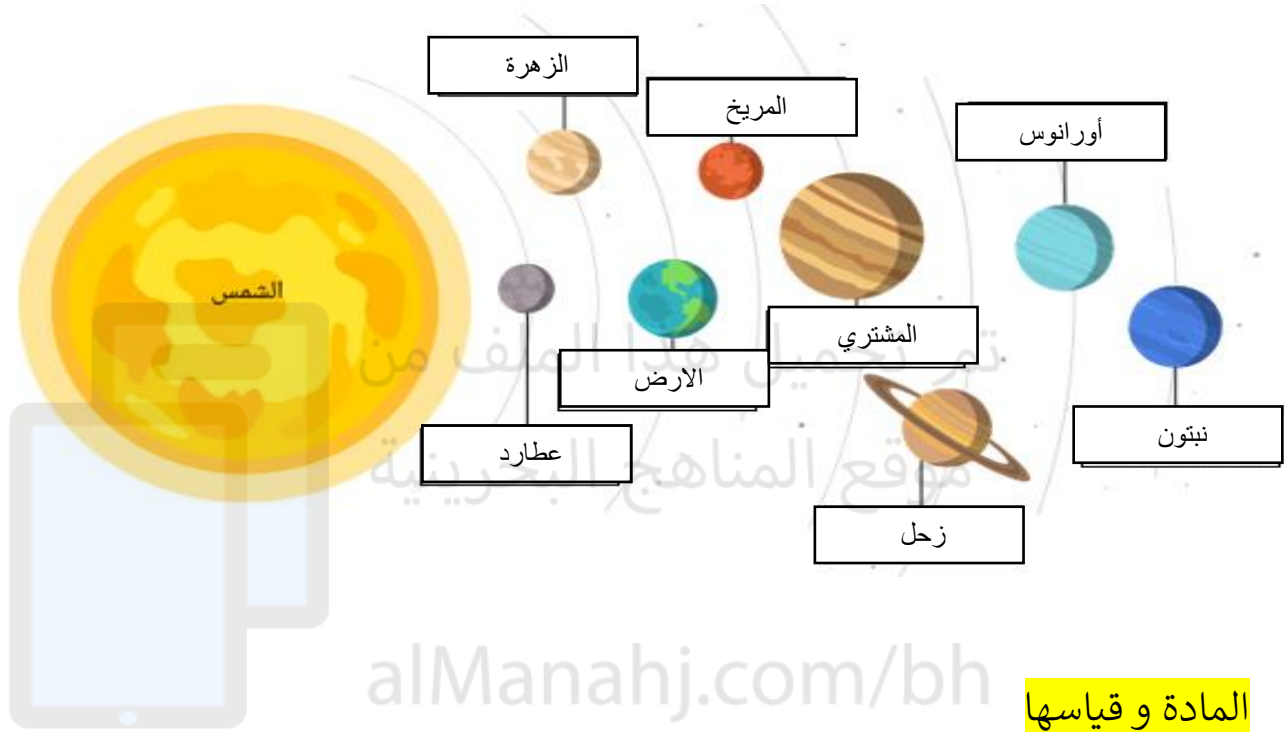 الزهرة
المريخ
أورانوس
الشمس
المشتري
الارض
نبتون
عطارد
زحل
تم تحميل هذا الملف من
موقع المناهج البحرينية
alManahj.com/bh
المادة و قياسها